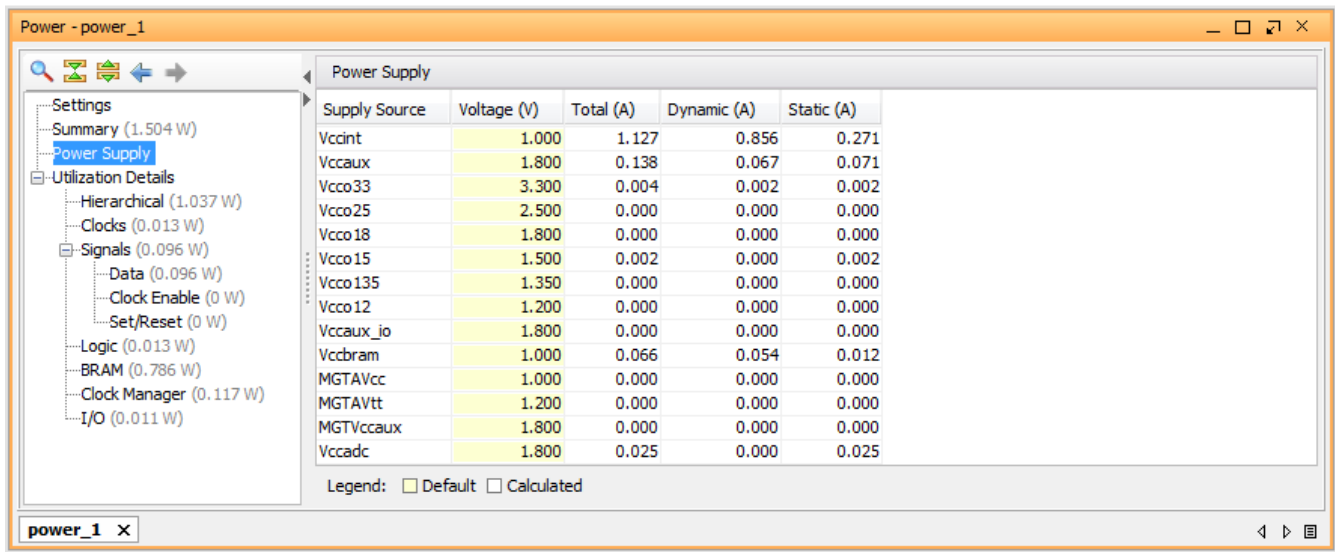 Power - power_1
Settings
Summary (1.504 W)
Power Supply
Utilization Details
Hierarchical (1.037 W)
Clocks (0.013 W)
Signals (0.096 W)
Data (0.096 W)
Clock Enable (0 W)
Set/Reset (0 W)
Logic (0.013 W)
BRAM (0.786 W)
Clock Manager (0.117 W)
I/O (0.011 W)
Power Supply
Supply Source Voltage (V) Total (A) Dynamic (A) Static (A)
Vccint 1.000 1.127 0.856 0.271
Vccaux 1.800 0.138 0.067 0.071
Vcco33 3.300 0.004 0.002 0.002
Vcco25 2.500 0.000 0.000 0.000
Vcco18 1.800 0.000 0.000 0.000
Vcco15 1.500 0.002 0.000 0.002
Vcco135 1.350 0.000 0.000 0.000
Vcco12 1.200 0.000 0.000 0.000
Vccaux_io 1.800 0.000 0.000 0.000
Vccbram 1.000 0.066 0.054 0.012
MGTAVcc 1.000 0.000 0.000 0.000
MGTAVtt 1.200 0.000 0.000 0.000
MGTVccaux 1.800 0.000 0.000 0.000
Vccadc 1.800 0.025 0.000 0.025
Legend: Default Calculated
power_1